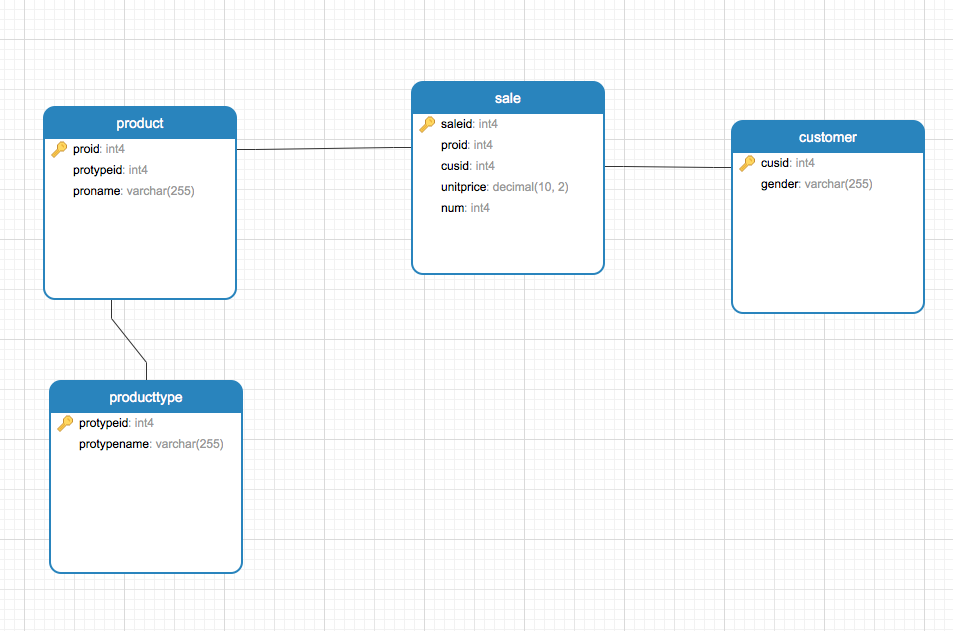 product
proid: int4
protypeid: int4
proname: varchar(255)
sale
saleid: int4
proid: int4
cusid: int4
unitprice: decimal(10, 2)
num: int4
customer
cusid: int4
gender: varchar(255)
producttype
protypeid: int4
protypename: varchar(255)